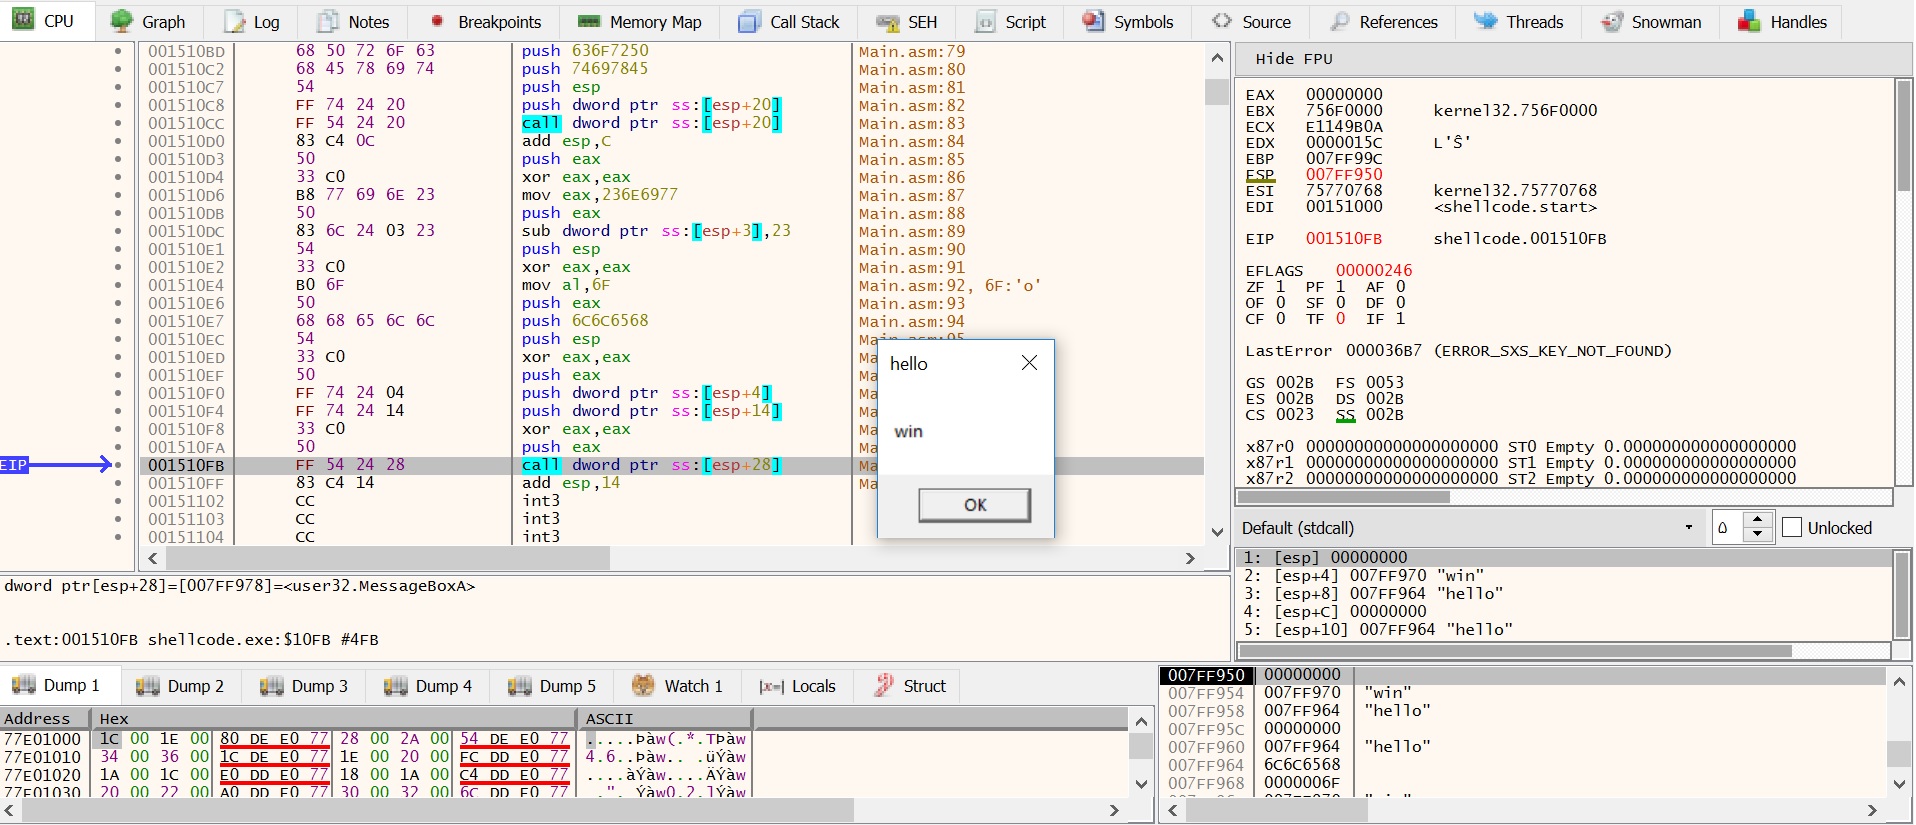 CPU Graph Log Notes Breakpoints Memory Map Call Stack SEH Script Symbols Source References Threads Snowman Handles
001510BD 68 50 72 6F 63 push 636F7250 Main.asm:79
001510C2 68 45 78 69 74 push 74697845 Main.asm:80
001510C7 54 push esp Main.asm:81
001510C8 FF 74 24 20 push dword ptr ss:[esp+20] Main.asm:82
001510CC FF 54 24 20 call dword ptr ss:[esp+20] Main.asm:83
001510D0 83 C4 0C add esp,C Main.asm:84
001510D3 50 push eax Main.asm:85
001510D4 33 C0 xor eax,eax Main.asm:86
001510D6 B8 77 69 6E 23 mov eax,236E6977 Main.asm:87
001510DB 50 push eax Main.asm:88
001510DC 83 6C 24 03 23 sub dword ptr ss:[esp+3],23 Main.asm:89
001510E1 54 push esp Main.asm:90
001510E2 33 C0 xor eax,eax Main.asm:91
001510E4 B0 6F mov al,6F Main.asm:92, 6F:'o'
001510E6 50 push eax Main.asm:93
001510E7 68 68 65 6C 6C push 6C6C6568 Main.asm:94
001510EC 54 push esp
001510ED 33 C0 xor eax,eax Ma
001510EF 50 push eax Ma
001510F0 FF 74 24 04 push dword ptr ss:[esp+4] Ma
001510F4 FF 74 24 14 push dword ptr ss:[esp+14] Ma
001510F8 33 C0 xor eax,eax Ma
001510FA 50 push eax Ma
EIP 001510FB FF 54 24 28 call dword ptr ss:[esp+28] Ma
001510FF 83 C4 14 add esp,14 Ma
00151102 CC int3
00151103 CC int3
00151104 CC int3
hello
win
OK
Hide FPU
EAX 00000000
EBX 756F0000 kernel32.756F0000
ECX E1149B0A
EDX 0000015C L'Ŝ'
EBP 007FF99C
ESP 007FF950
ESI 75770768 kernel32.75770768
EDI 00151000 <shellcode.start>
EIP 001510FB shellcode.001510FB
EFLAGS 00000246
ZF 1 PF 1 AF 0
OF 0 SF 0 DF 0
CF 0 TF 0 IF 1
LastError 000036B7 (ERROR_SXS_KEY_NOT_FOUND)
GS 002B FS 0053
ES 002B DS 002B
CS 0023 SS 002B
x87r0 00000000000000000000 ST0 Empty 0.000000000000000000
x87r1 00000000000000000000 ST1 Empty 0.000000000000000000
x87r2 00000000000000000000 ST2 Empty 0.000000000000000000
Default (stdcall) Unlocked
1: [esp] 00000000
2: [esp+4] 007FF970 "win"
3: [esp+8] 007FF964 "hello"
4: [esp+C] 00000000
5: [esp+10] 007FF964 "hello"
dword ptr[esp+28]=[007FF978]=<user32.MessageBoxA>
.text:001510FB shellcode.exe:$10FB #4FB
Dump 1 Dump 2 Dump 3 Dump 4 Dump 5 Watch 1 [x=] Locals Struct
Address Hex ASCII
77E01000 1C 00 1E 00 80 DE E0 77 28 00 2A 00 54 DE E0 77 .....Þàw(.*.TÞàw
77E01010 34 00 36 00 1C DE E0 77 1E 00 20 00 FC DD E0 77 4.6..Þàw.. .üÝàw
77E01020 1A 00 1C 00 E0 DD E0 77 18 00 1A 00 C4 DD E0 77 ....àÝàw....ÄÝàw
77E01030 20 00 22 00 A0 DD E0 77 30 00 32 00 6C DD E0 77
007FF950 00000000
007FF954 007FF970 "win"
007FF958 007FF964 "hello"
007FF95C 00000000
007FF960 007FF964 "hello"
007FF964 6C6C6568
007FF968 0000006F